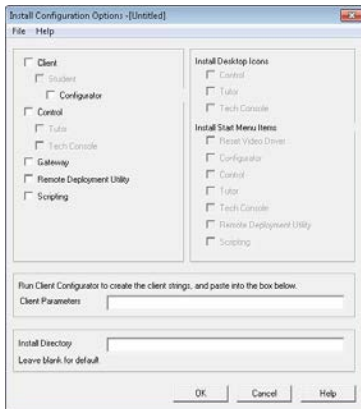 Install Configuration Options -[Untitled]
File Help
Client
Student
Configurator
Control
Tutor
Tech Console
Gateway
Remote Deployment Utility
Scripting
Install Desktop Icons
Control
Tutor
Tech Console
Install Start Menu Items
Reset Video Driver
Configurator
Control
Tutor
Tech Console
Remote Deployment Utility
Scripting
Run Client Configurator to create the client strings, and paste into the box below.
Client Parameters
Install Directory
Leave blank for default
OK Cancel Help